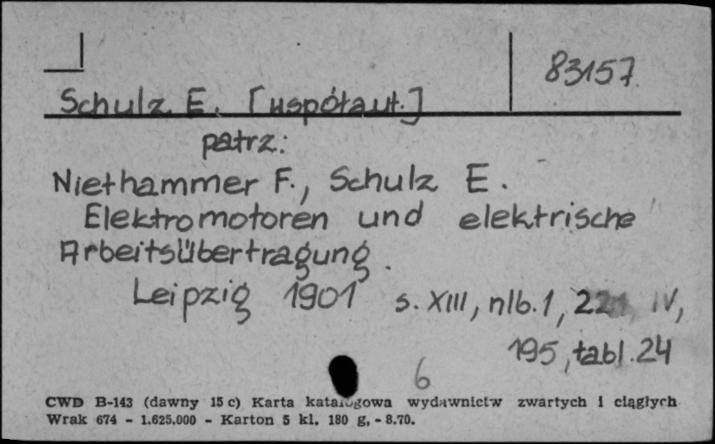 83157
Schulz E. [współaut.]
patrz:
Niethammer F., Schulz E.
Elektromotoren und elektrische
Arbeitsübertragung.
Leipzig 1901 s. XIII, nlb. 1, IV,
195, tabl. 24
6
CWD B-143 (dawny 15 c) Karta katalogowa wydawnictw zwartych i ciągłych
Wrak 674 - 1.625.000 - Karton 5 kl. 180 g, - 8.70.